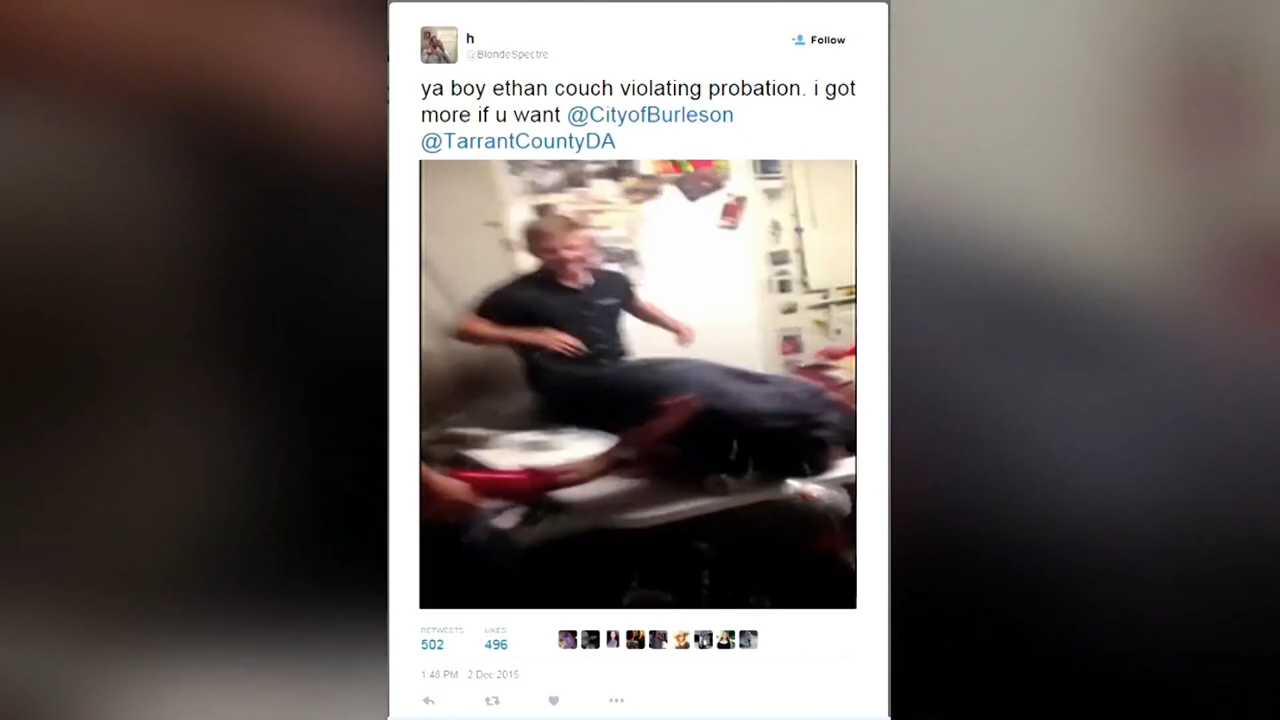 h
@BlondeSpectre
Follow
ya boy ethan couch violating probation. i got
more if u want @CityofBurleson
@TarrantCountyDA
RETWEETS
LIKES
502
496
1:48 PM 2 Dec 2015